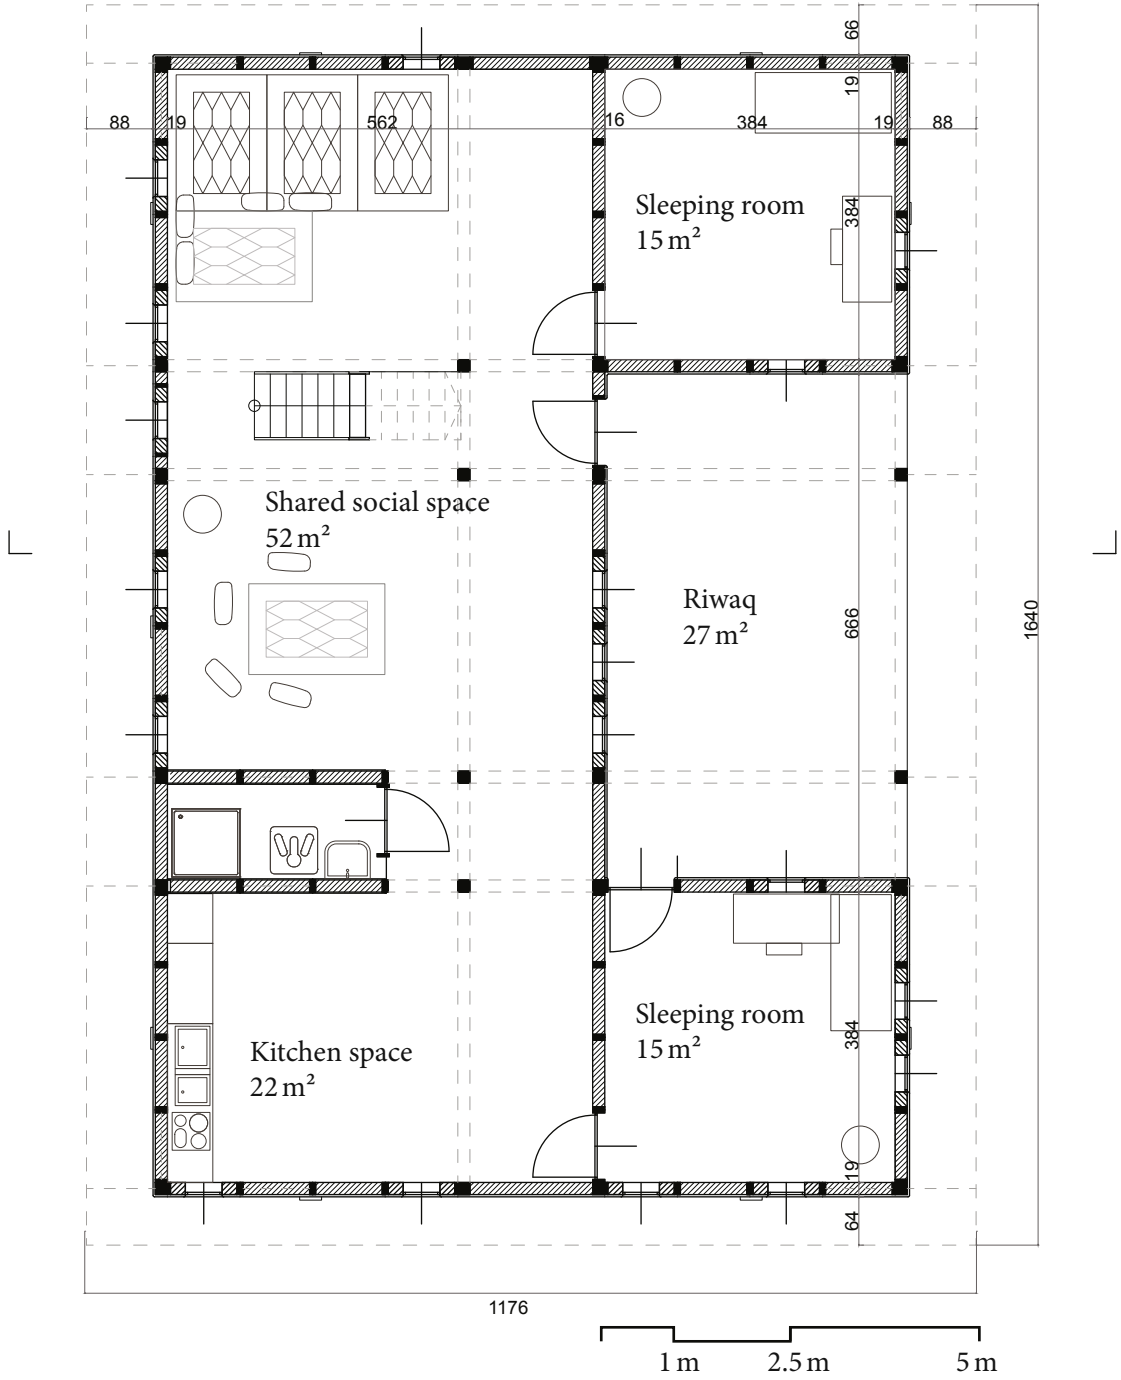 66
19
88 19 562 16 384 19 88
Sleeping room
15 m²
384
Shared social space
52 m²
Riwaq
27 m²
666
1640
Sleeping room
15 m²
384
Kitchen space
22 m²
19
64
1176
1 m 2.5 m 5 m